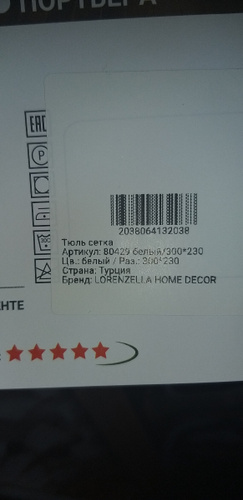 ПОРТЬЕРА
EAC
P
2038064132038
Тюль сетка
Артикул: 80429 белый/300*230
Цв.: белый / Раз.: 300*230
Страна: Турция
Бренд: LORENZELLA HOME DECOR
ЕНТЕ